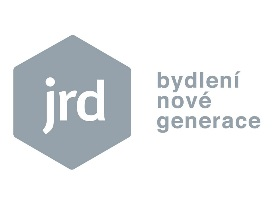 jrd
bydlení
nové
generace